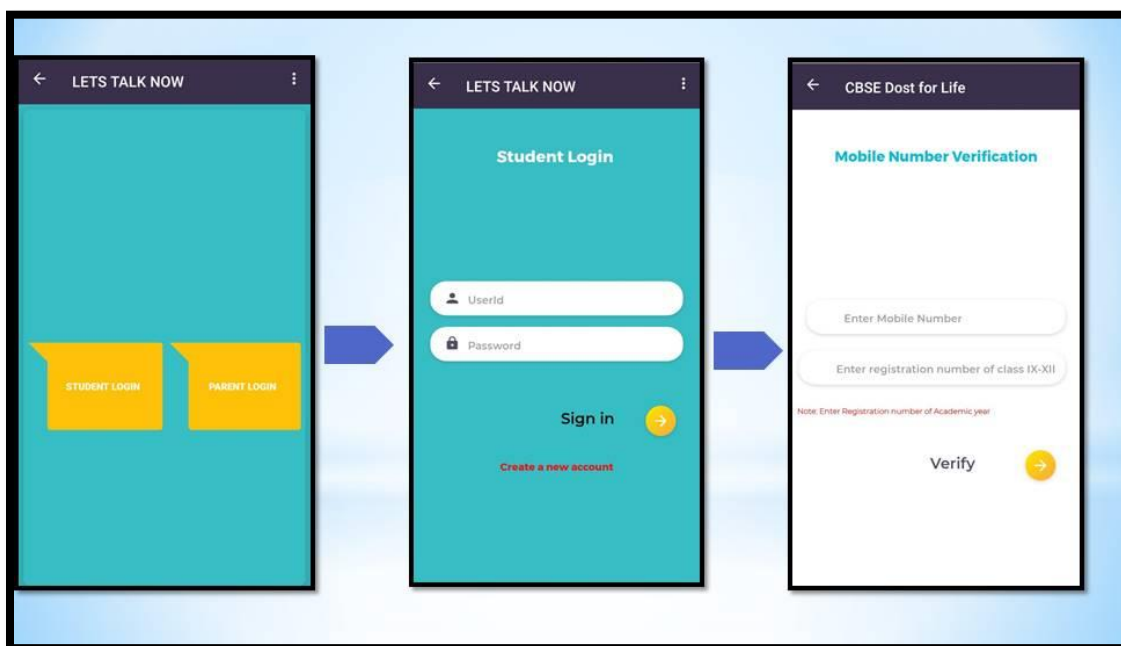 LETS TALK NOW
STUDENT LOGIN
PARENT LOGIN
LETS TALK NOW
Student Login
UserId
Password
Sign in
Create a new account
CBSE Dost for Life
Mobile Number Verification
Enter Mobile Number
Enter registration number of class IX-XII
Note: Enter Registration number of Academic year
Verify